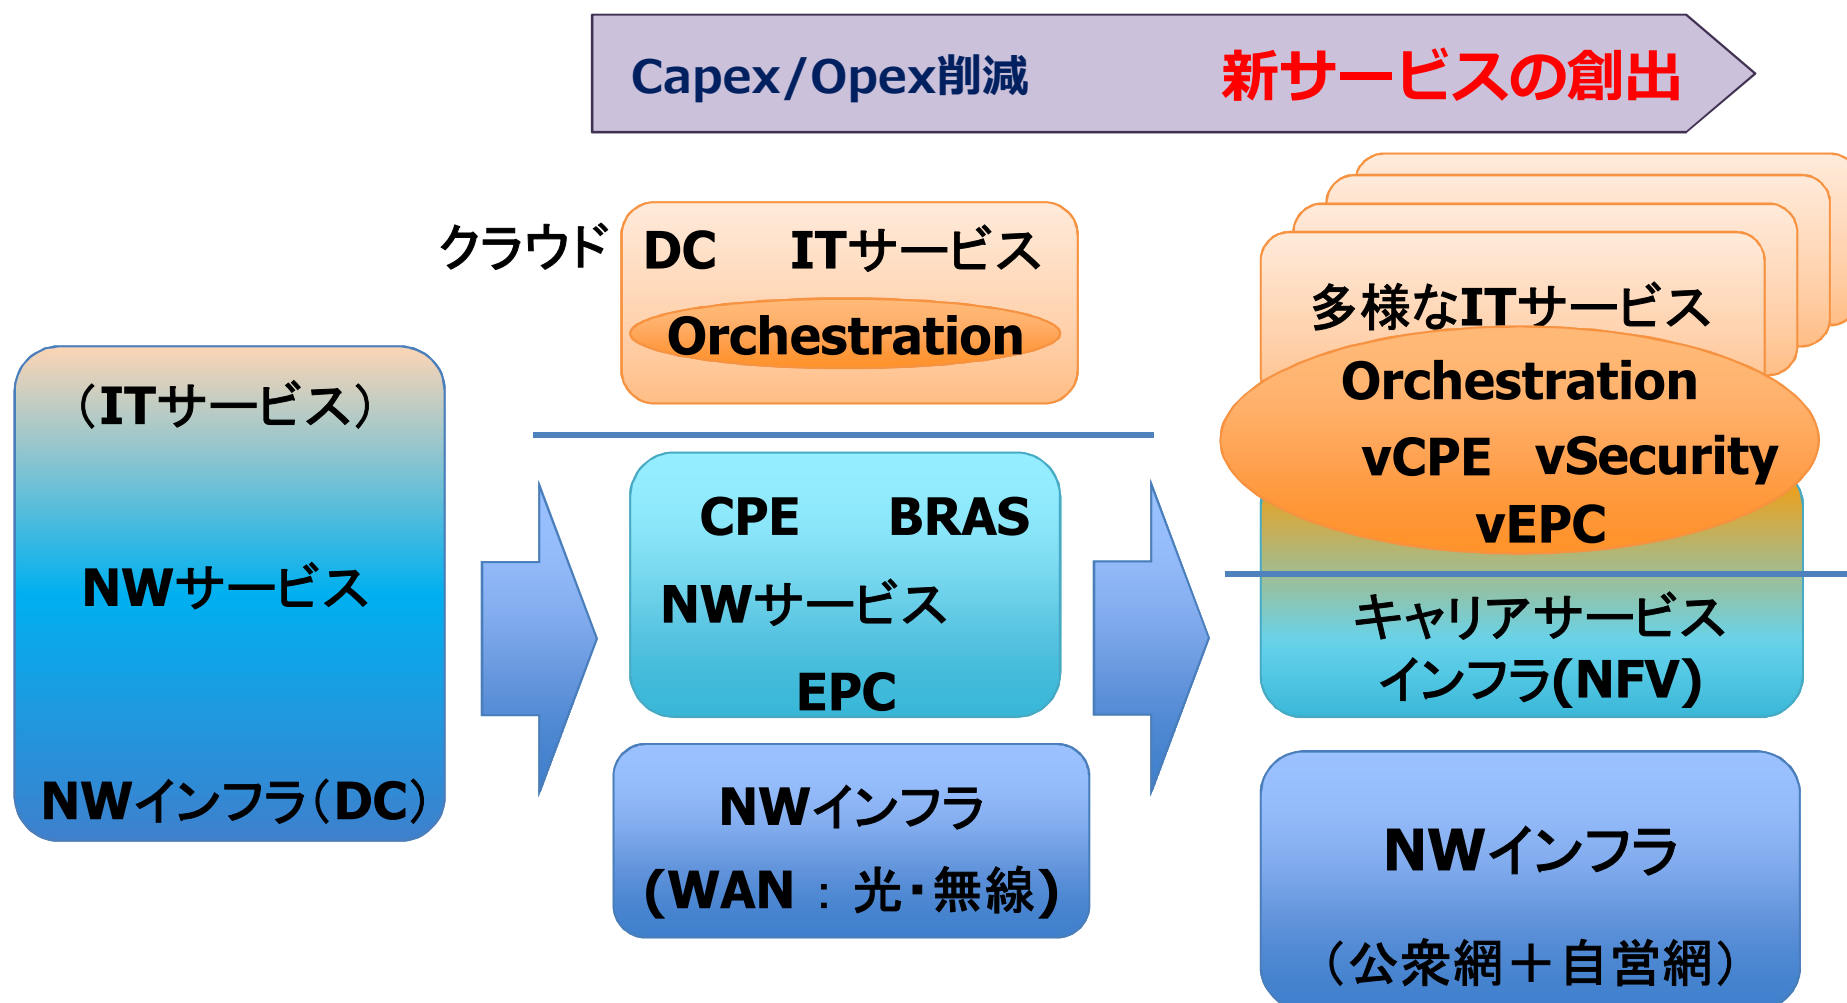 Capex/Opex削減 新サービスの創出
(ITサービス)
NWサービス
NWインフラ(DC)
クラウド
DC ITサービス
Orchestration
CPE BRAS
NWサービス
EPC
NWインフラ
(WAN:光・無線)
多様なITサービス
Orchestration
vCPE vSecurity
vEPC
キャリアサービス
インフラ(NFV)
NWインフラ
(公衆網+自営網)